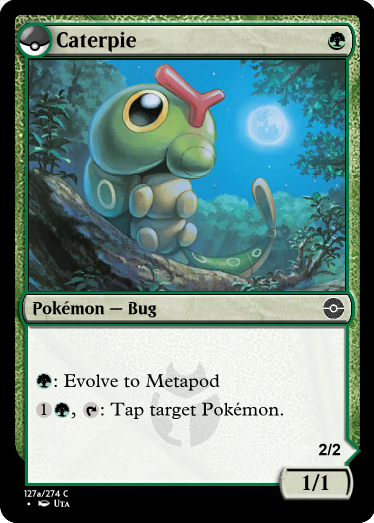 Caterpie
Pokémon — Bug
: Evolve to Metapod
1, : Tap target Pokémon.
2/2
1/1
127a/274 C
• UTA